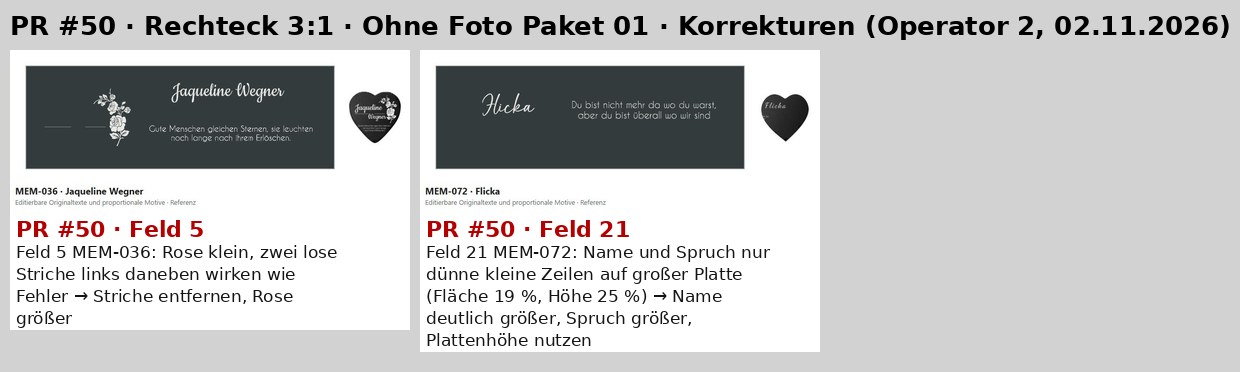 PR #50 · Rechteck 3:1 · Ohne Foto Paket 01 · Korrekturen (Operator 2, 02.11.2026)
Jaqueline Wegner
Gute Menschen gleichen Sternen, sie leuchten
noch lange nach ihrem Erlöschen.
Jaqueline
Wegner
MEM-036 · Jaqueline Wegner
Editierbare Originaltexte und proportionale Motive · Referenz
PR #50 · Feld 5
Feld 5 MEM-036: Rose klein, zwei lose
Striche links daneben wirken wie
Fehler → Striche entfernen, Rose
größer
Flicka
Du bist nicht mehr da wo du warst,
aber du bist überall wo wir sind
Flicka
MEM-072 · Flicka
Editierbare Originaltexte und proportionale Motive · Referenz
PR #50 · Feld 21
Feld 21 MEM-072: Name und Spruch nur
dünne kleine Zeilen auf großer Platte
(Fläche 19 %, Höhe 25 %) → Name
deutlich größer, Spruch größer,
Plattenhöhe nutzen